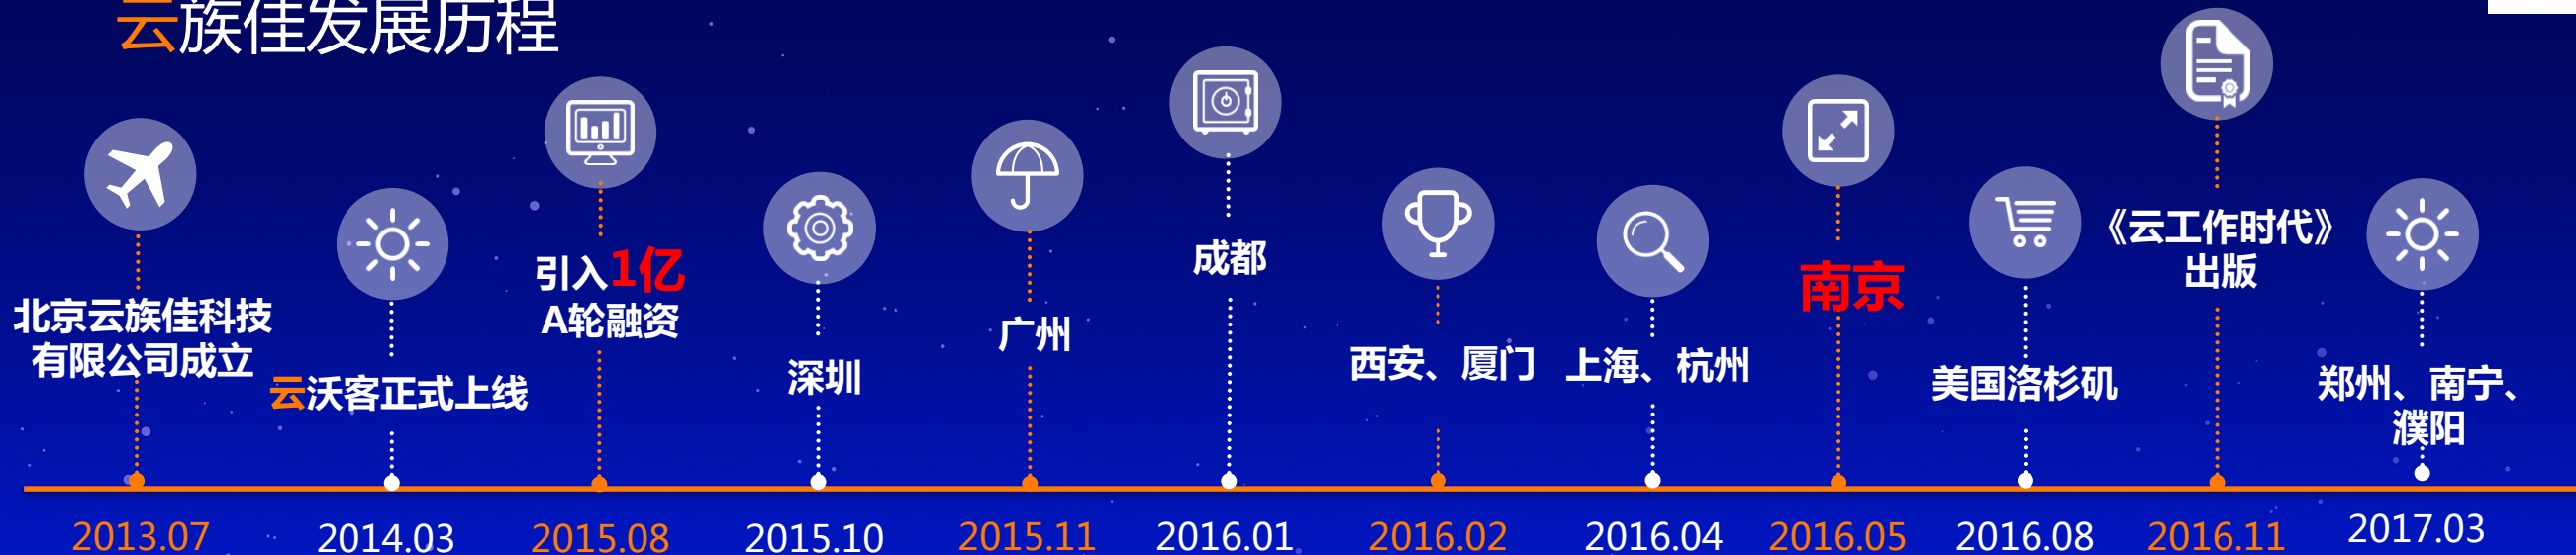 云族佳发展历程
北京云族佳科技
有限公司成立
云沃客正式上线
引入1亿
A轮融资
深圳
广州
成都
西安、厦门
上海、杭州
南京
美国洛杉矶
《云工作时代》
出版
郑州、南宁、
濮阳
2013.07
2014.03
2015.08
2015.10
2015.11
2016.01
2016.02
2016.04
2016.05
2016.08
2016.11
2017.03